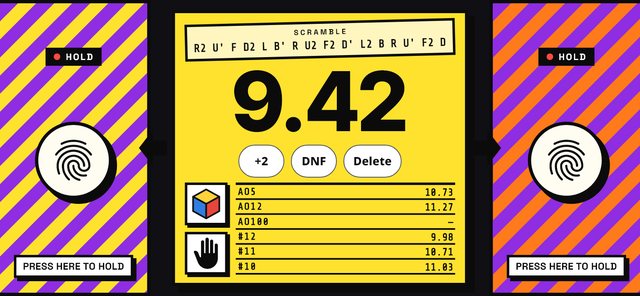 HOLD
PRESS HERE TO HOLD
SCRAMBLE
R2 U' F D2 L B' R U2 F2 D' L2 B R U' F2 D
9.42
+2 DNF Delete
AO5 10.73
AO12 11.27
AO100 –
#12 9.98
#11 10.71
#10 11.03
HOLD
PRESS HERE TO HOLD